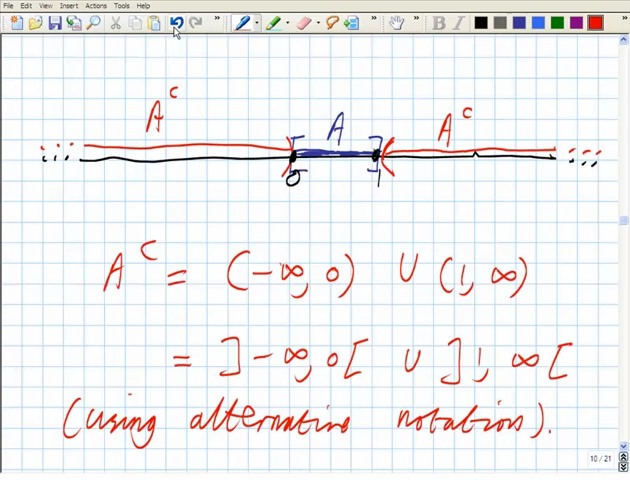 File Edit View Insert Actions Tools Help
B I
A^c [ A ] ( A^c
0 1
A^c = (-∞, 0) ∪ (1, ∞)
= ]-∞, 0[ ∪ ]1, ∞[
(using alternative notation).
10 / 21